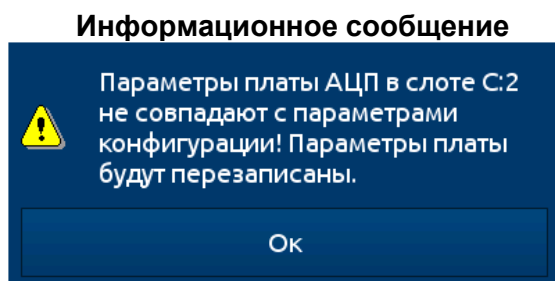 Информационное сообщение
Параметры платы АЦП в слоте C:2
не совпадают с параметрами
конфигурации! Параметры платы
будут перезаписаны.
Ок